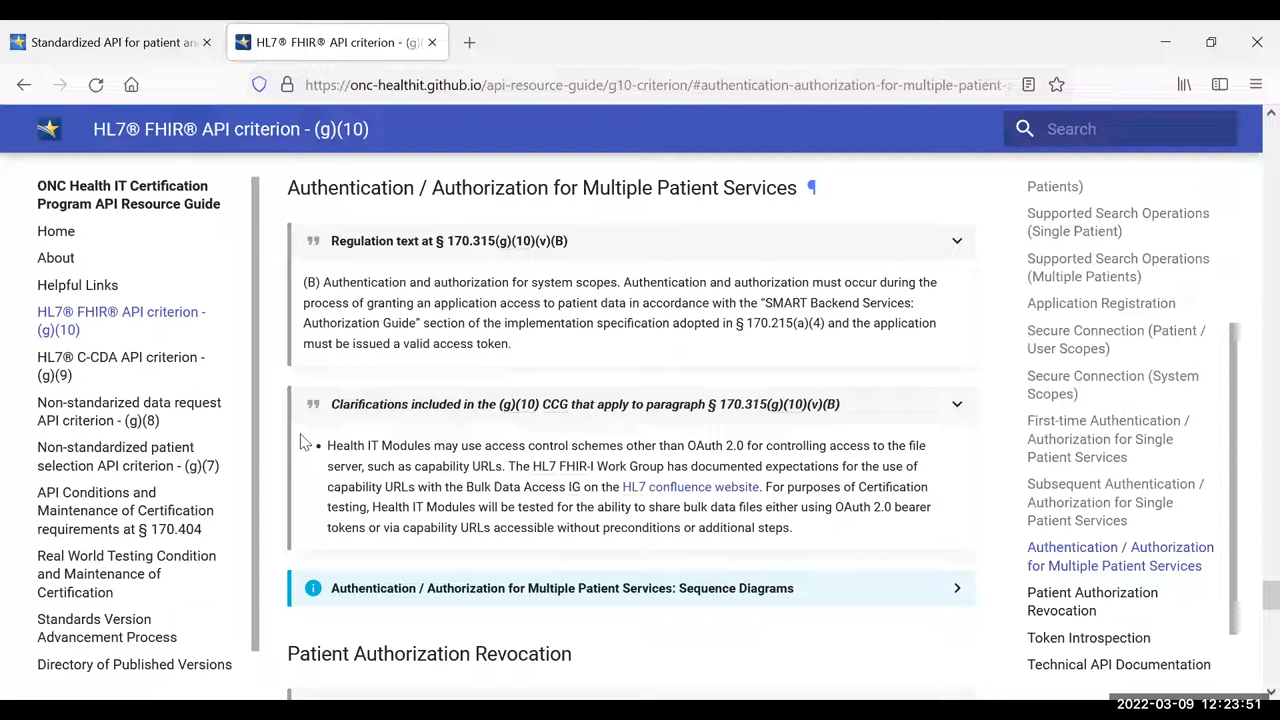 Standardized API for patient an
HL7® FHIR® API criterion - (g)(
https://onc-healthit.github.io/api-resource-guide/g10-criterion/#authentication-authorization-for-multiple-patient-
HL7® FHIR® API criterion - (g)(10)
Search
ONC Health IT Certification
Program API Resource Guide
Home
About
Helpful Links
HL7® FHIR® API criterion -
(g)(10)
HL7® C-CDA API criterion -
(g)(9)
Non-standardized data request
API criterion - (g)(8)
Non-standardized patient
selection API criterion - (g)(7)
API Conditions and
Maintenance of Certification
requirements at § 170.404
Real World Testing Condition
and Maintenance of
Certification
Standards Version
Advancement Process
Directory of Published Versions
Authentication / Authorization for Multiple Patient Services ¶
Regulation text at § 170.315(g)(10)(v)(B)
(B) Authentication and authorization for system scopes. Authentication and authorization must occur during the
process of granting an application access to patient data in accordance with the “SMART Backend Services:
Authorization Guide” section of the implementation specification adopted in § 170.215(a)(4) and the application
must be issued a valid access token.
Clarifications included in the (g)(10) CCG that apply to paragraph § 170.315(g)(10)(v)(B)
• Health IT Modules may use access control schemes other than OAuth 2.0 for controlling access to the file
server, such as capability URLs. The HL7 FHIR-I Work Group has documented expectations for the use of
capability URLs with the Bulk Data Access IG on the HL7 confluence website. For purposes of Certification
testing, Health IT Modules will be tested for the ability to share bulk data files either using OAuth 2.0 bearer
tokens or via capability URLs accessible without preconditions or additional steps.
Authentication / Authorization for Multiple Patient Services: Sequence Diagrams
Patient Authorization Revocation
Patients)
Supported Search Operations
(Single Patient)
Supported Search Operations
(Multiple Patients)
Application Registration
Secure Connection (Patient /
User Scopes)
Secure Connection (System
Scopes)
First-time Authentication /
Authorization for Single
Patient Services
Subsequent Authentication /
Authorization for Single
Patient Services
Authentication / Authorization
for Multiple Patient Services
Patient Authorization
Revocation
Token Introspection
Technical API Documentation
2022-03-09 12:23:51